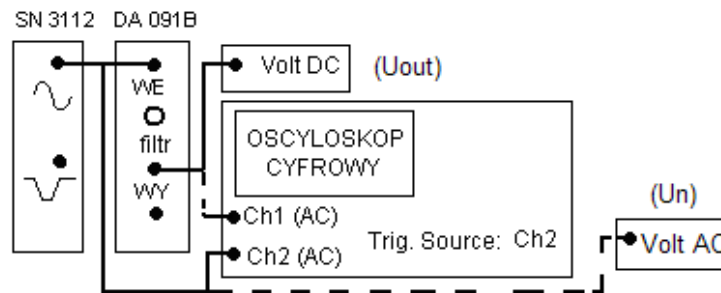 SN 3112 DA 091B
WE
filtr
WY
Volt DC
(Uout)
OSCYLOSKOP
CYFROWY
Ch1 (AC)
Ch2 (AC)
Trig. Source: Ch2
(Un)
Volt AC